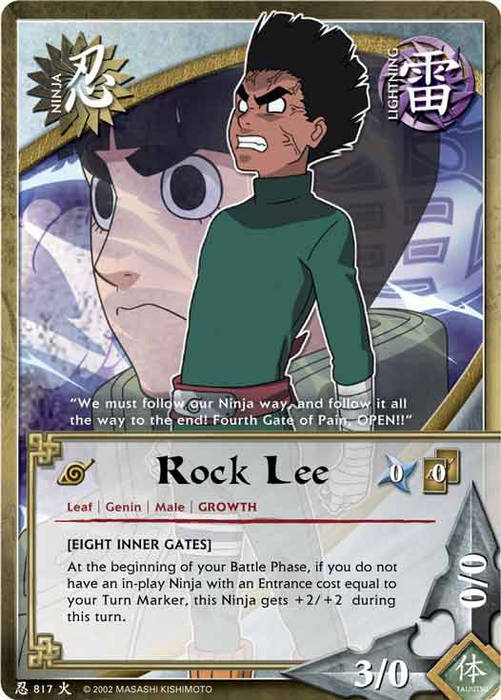 NINJA
忍
LIGHTNING
雷
"We must follow our Ninja way, and follow it all
the way to the end! Fourth Gate of Pain, OPEN!!"
Rock Lee
0
0
Leaf | Genin | Male | GROWTH
[EIGHT INNER GATES]
At the beginning of your Battle Phase, if you do not
have an in-play Ninja with an Entrance cost equal to
your Turn Marker, this Ninja gets +2/+2 during
this turn.
0/0
3/0
体
TAIJUTSU
忍 817 火 © 2002 MASASHI KISHIMOTO